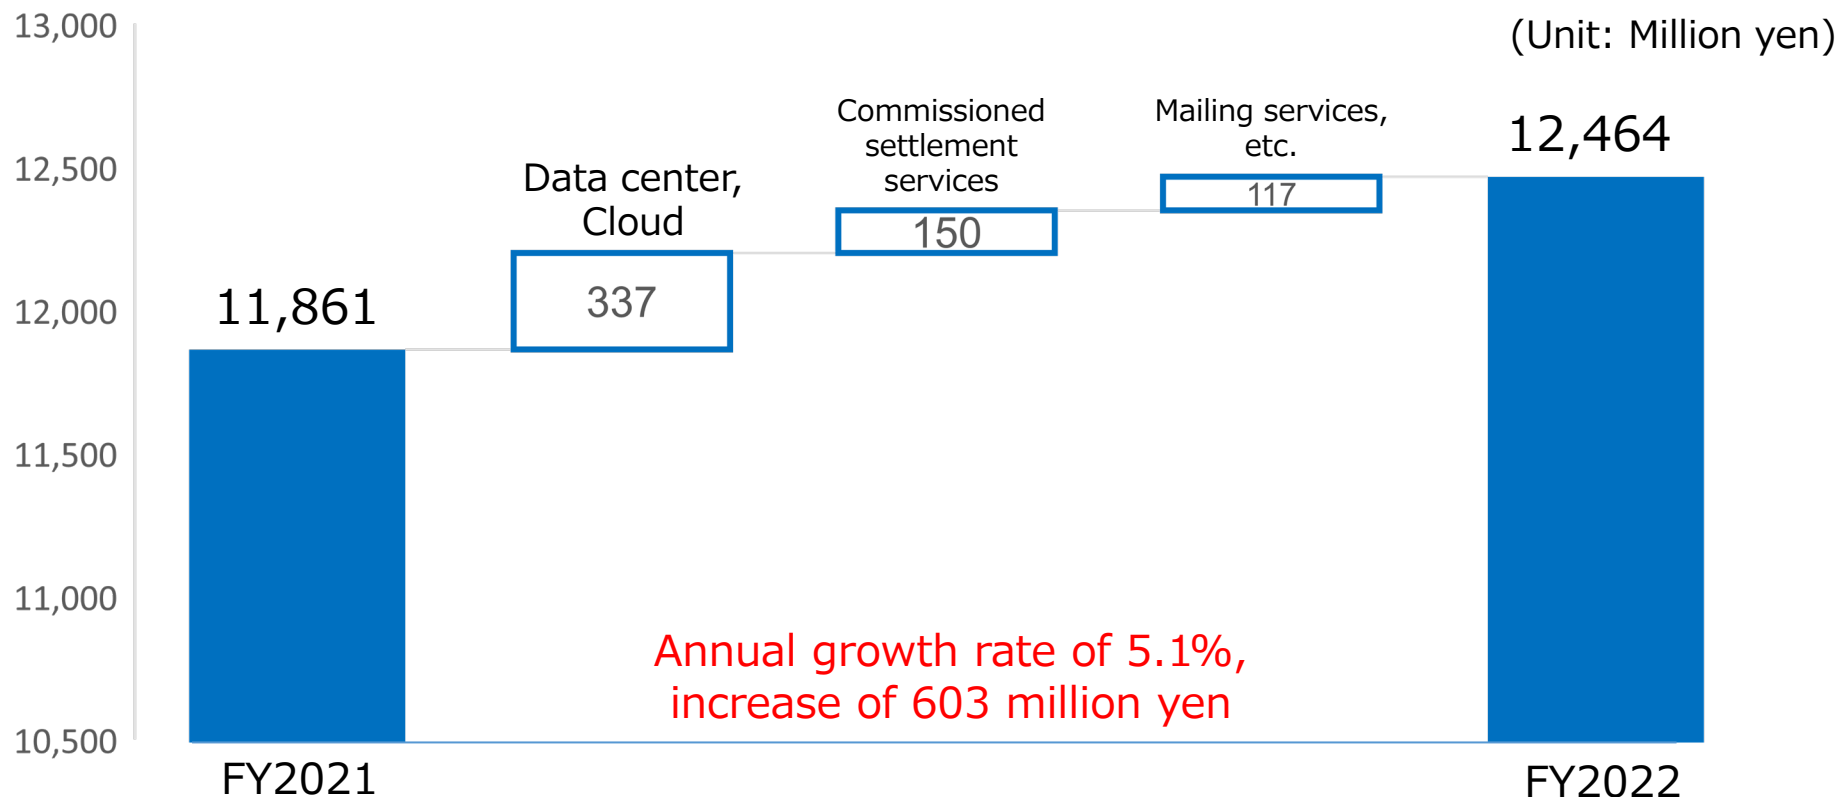 (Unit: Million yen)
13,000
12,500
12,000
11,500
11,000
10,500
11,861
Data center,
Cloud
337
Commissioned
settlement
services
150
Mailing services,
etc.
117
12,464
Annual growth rate of 5.1%,
increase of 603 million yen
FY2021
FY2022